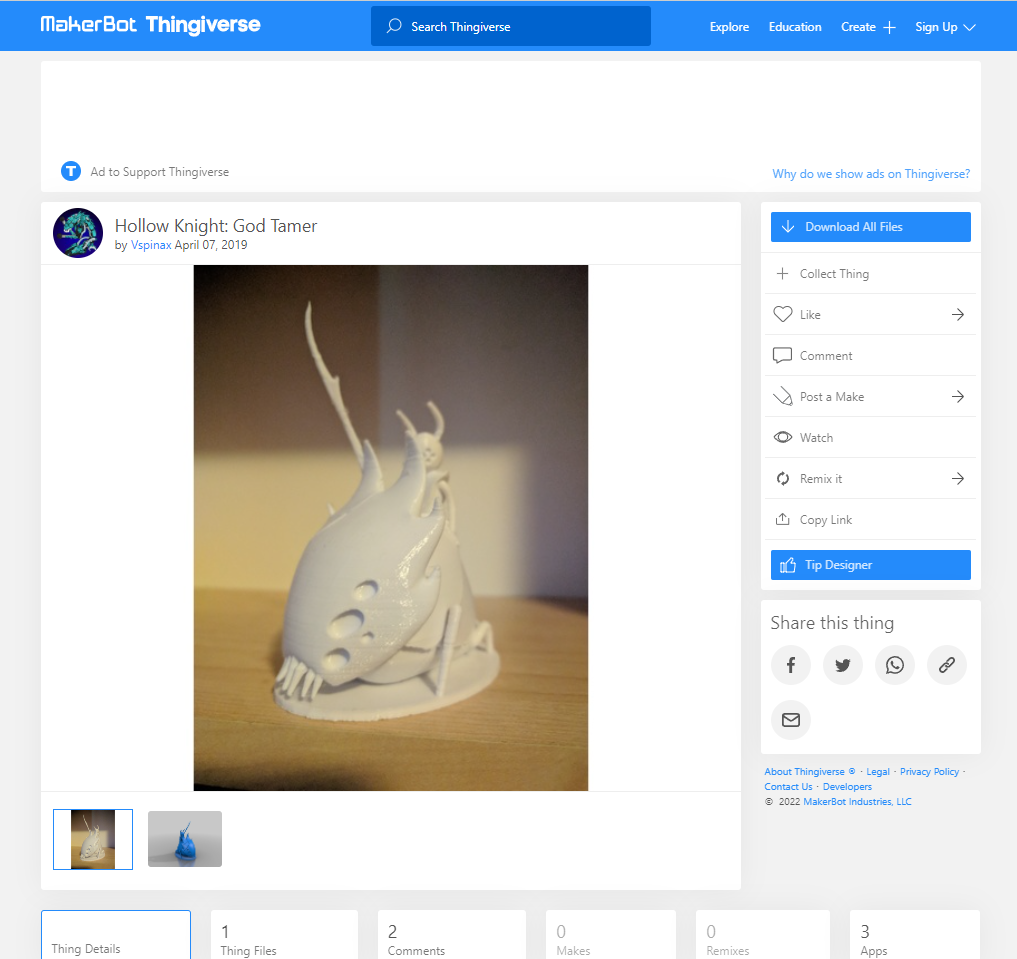 MakerBot Thingiverse
Search Thingiverse
Explore
Education
Create
Sign Up
T
Ad to Support Thingiverse
Why do we show ads on Thingiverse?
Hollow Knight: God Tamer
by Vspinax April 07, 2019
Download All Files
Collect Thing
Like
Comment
Post a Make
Watch
Remix it
Copy Link
Tip Designer
Share this thing
About Thingiverse ® · Legal · Privacy Policy ·
Contact Us · Developers
© 2022 MakerBot Industries, LLC
Thing Details
1
Thing Files
2
Comments
0
Makes
0
Remixes
3
Apps